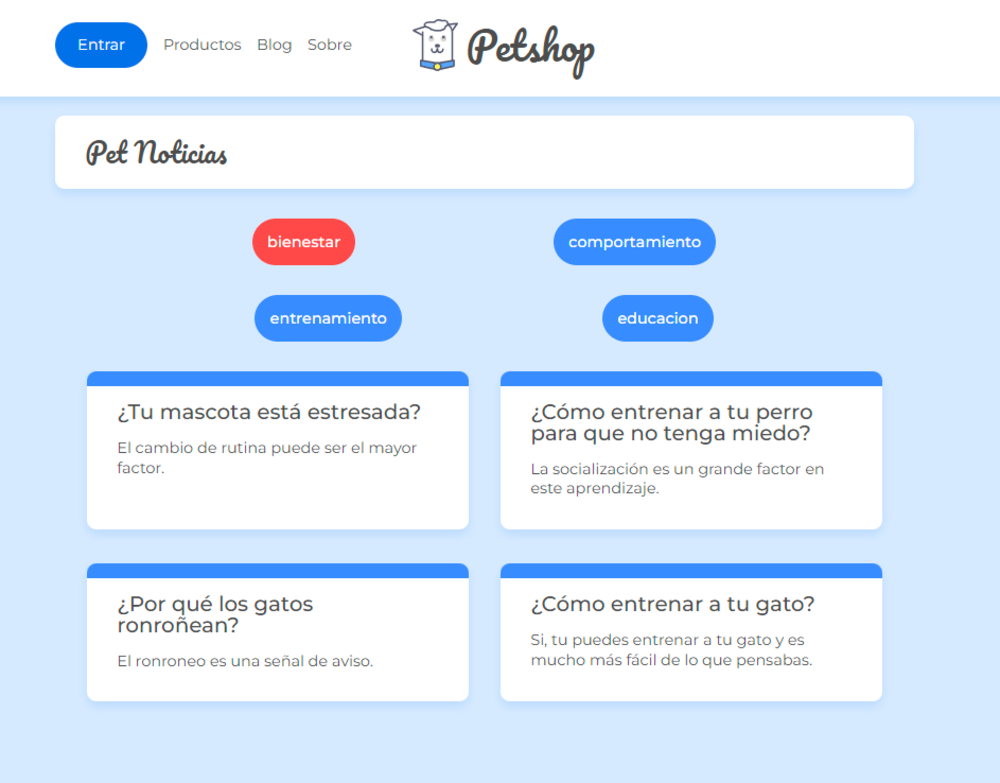 Entrar Productos Blog Sobre Petshop
Pet Noticias
bienestar comportamiento
entrenamiento educacion
¿Tu mascota está estresada?
El cambio de rutina puede ser el mayor
factor.
¿Cómo entrenar a tu perro
para que no tenga miedo?
La socialización es un grande factor en
este aprendizaje.
¿Por qué los gatos
ronroñean?
El ronroneo es una señal de aviso.
¿Cómo entrenar a tu gato?
Si, tu puedes entrenar a tu gato y es
mucho más fácil de lo que pensabas.